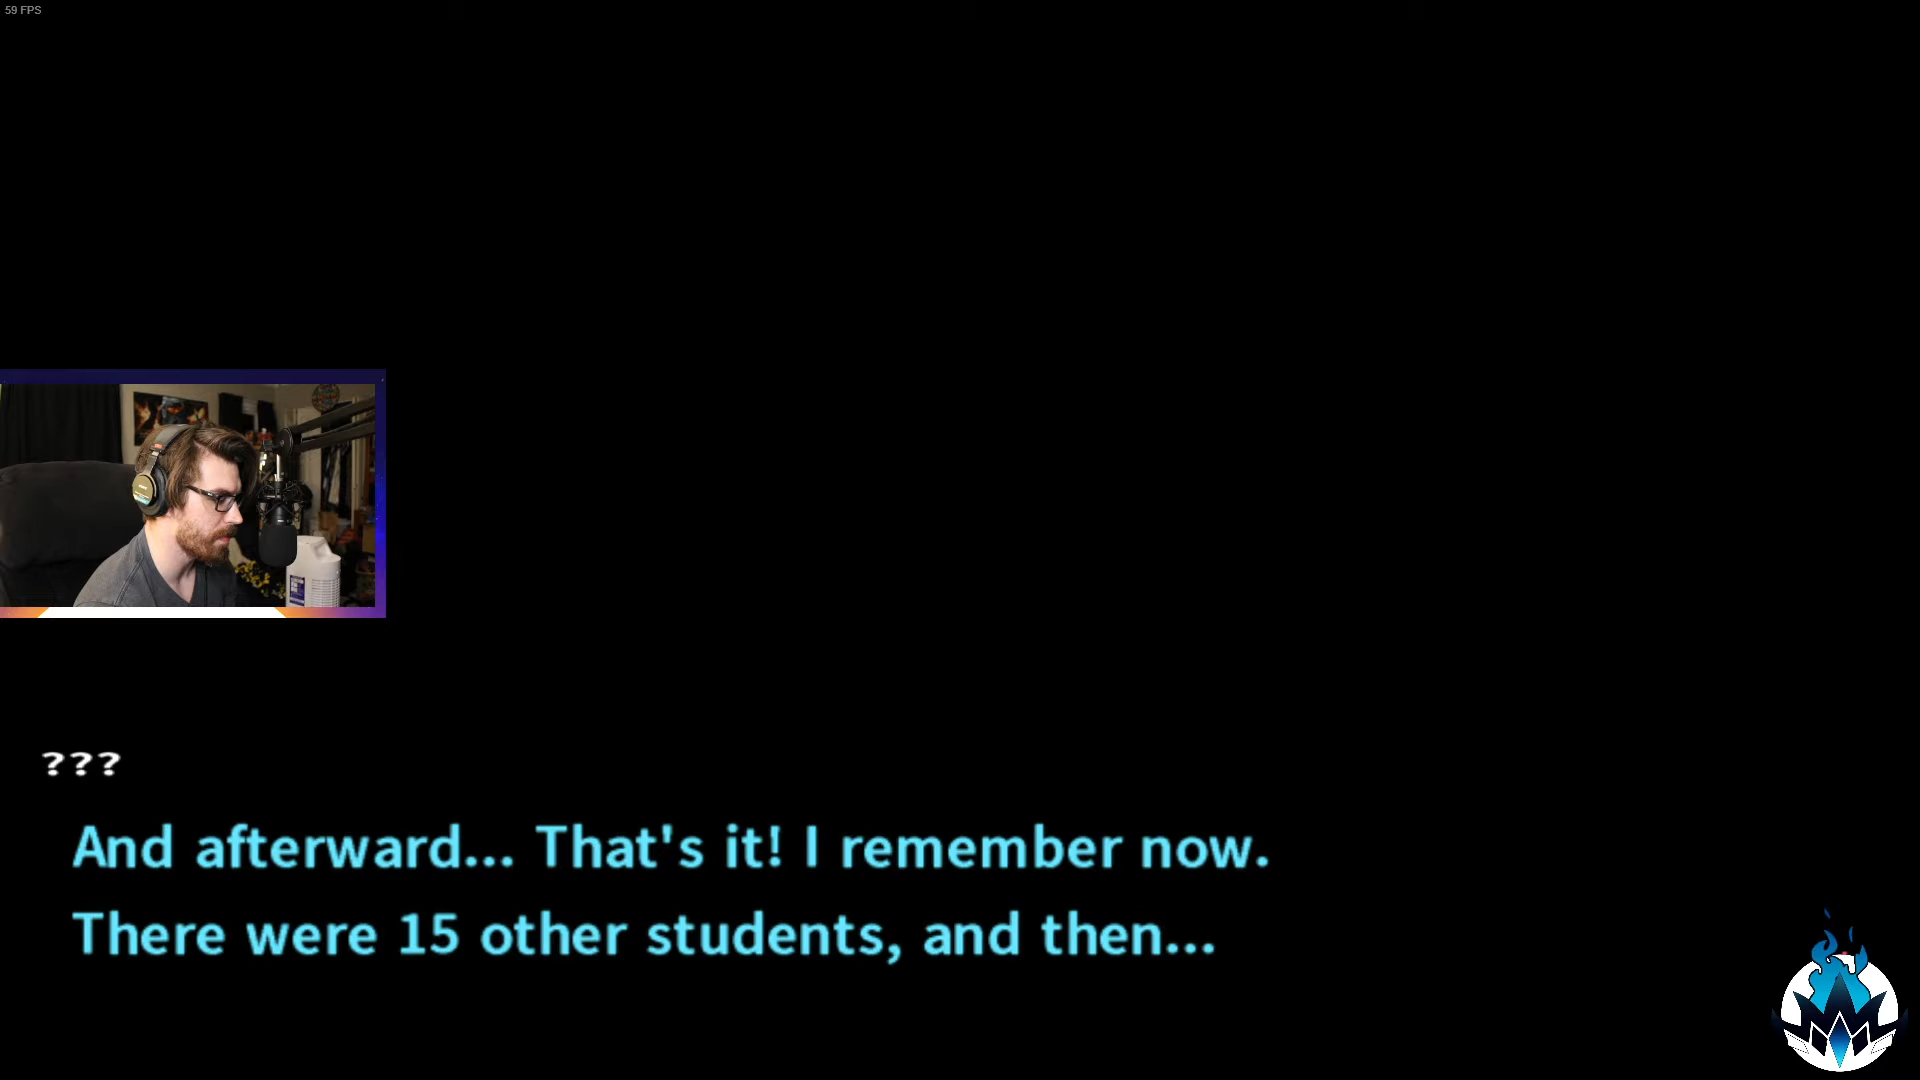 59 FPS
???
And afterward... That's it! I remember now.
There were 15 other students, and then...